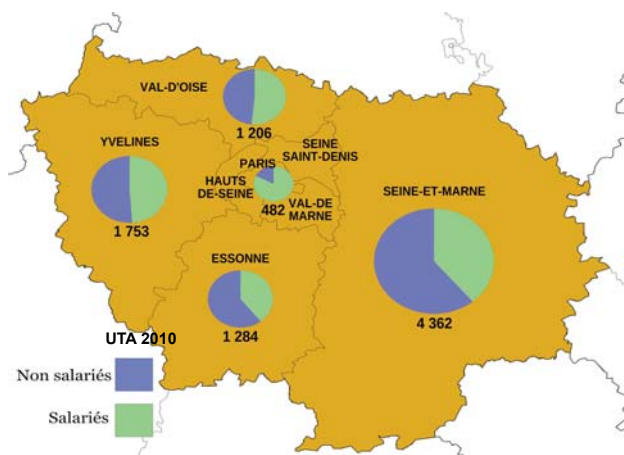 VAL-D'OISE
1 206
YVELINES
1 753
PARIS
SEINE
SAINT-DENIS
HAUTS
DE-SEINE
482
VAL-DE
MARNE
SEINE-ET-MARNE
4 362
ESSONNE
1 284
UTA 2010
Non salariés
Salariés